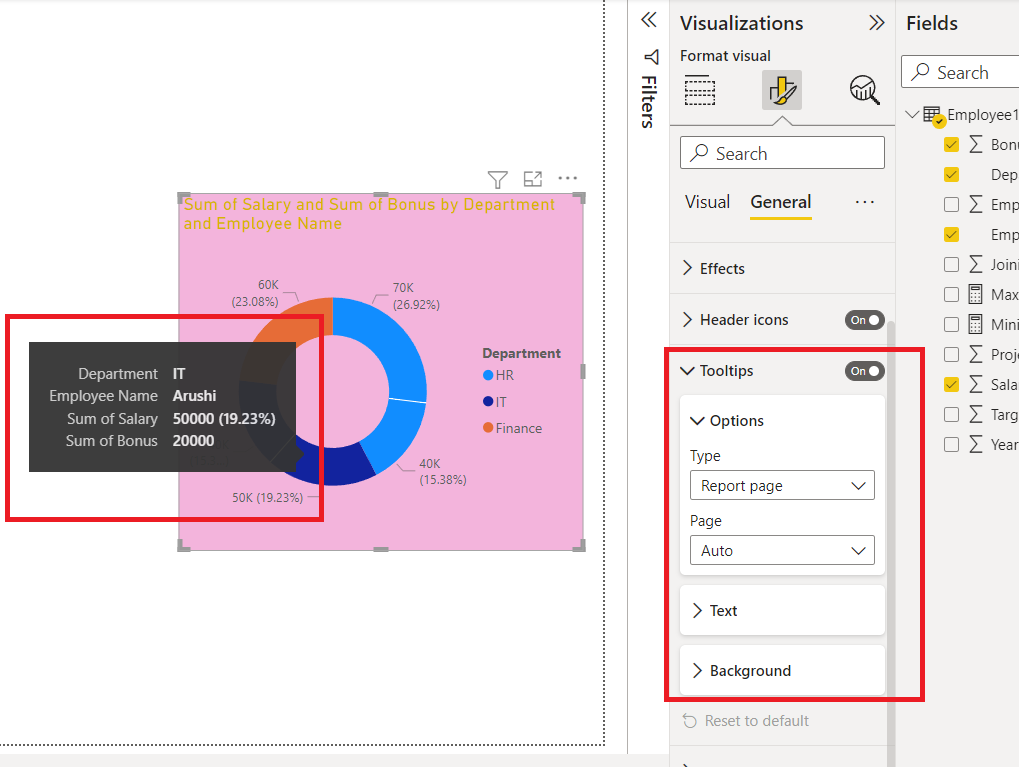 Visualizations
Format visual
Search
Visual General ...
Effects
Header icons On
Tooltips On
Options
Type
Report page
Page
Auto
Text
Background
Reset to default
Filters
Fields
Search
Employee1
Σ Bon
Dep
Σ Emp
Emp
Σ Joini
Max
Mini
Σ Proje
Σ Sala
Σ Targ
Σ Year
Sum of Salary and Sum of Bonus by Department
and Employee Name
60K
(23.08%)
70K
(26.92%)
40K
(15.38%)
50K (19.23%)
Department
HR
IT
Finance
Department IT
Employee Name Arushi
Sum of Salary 50000 (19.23%)
Sum of Bonus 20000